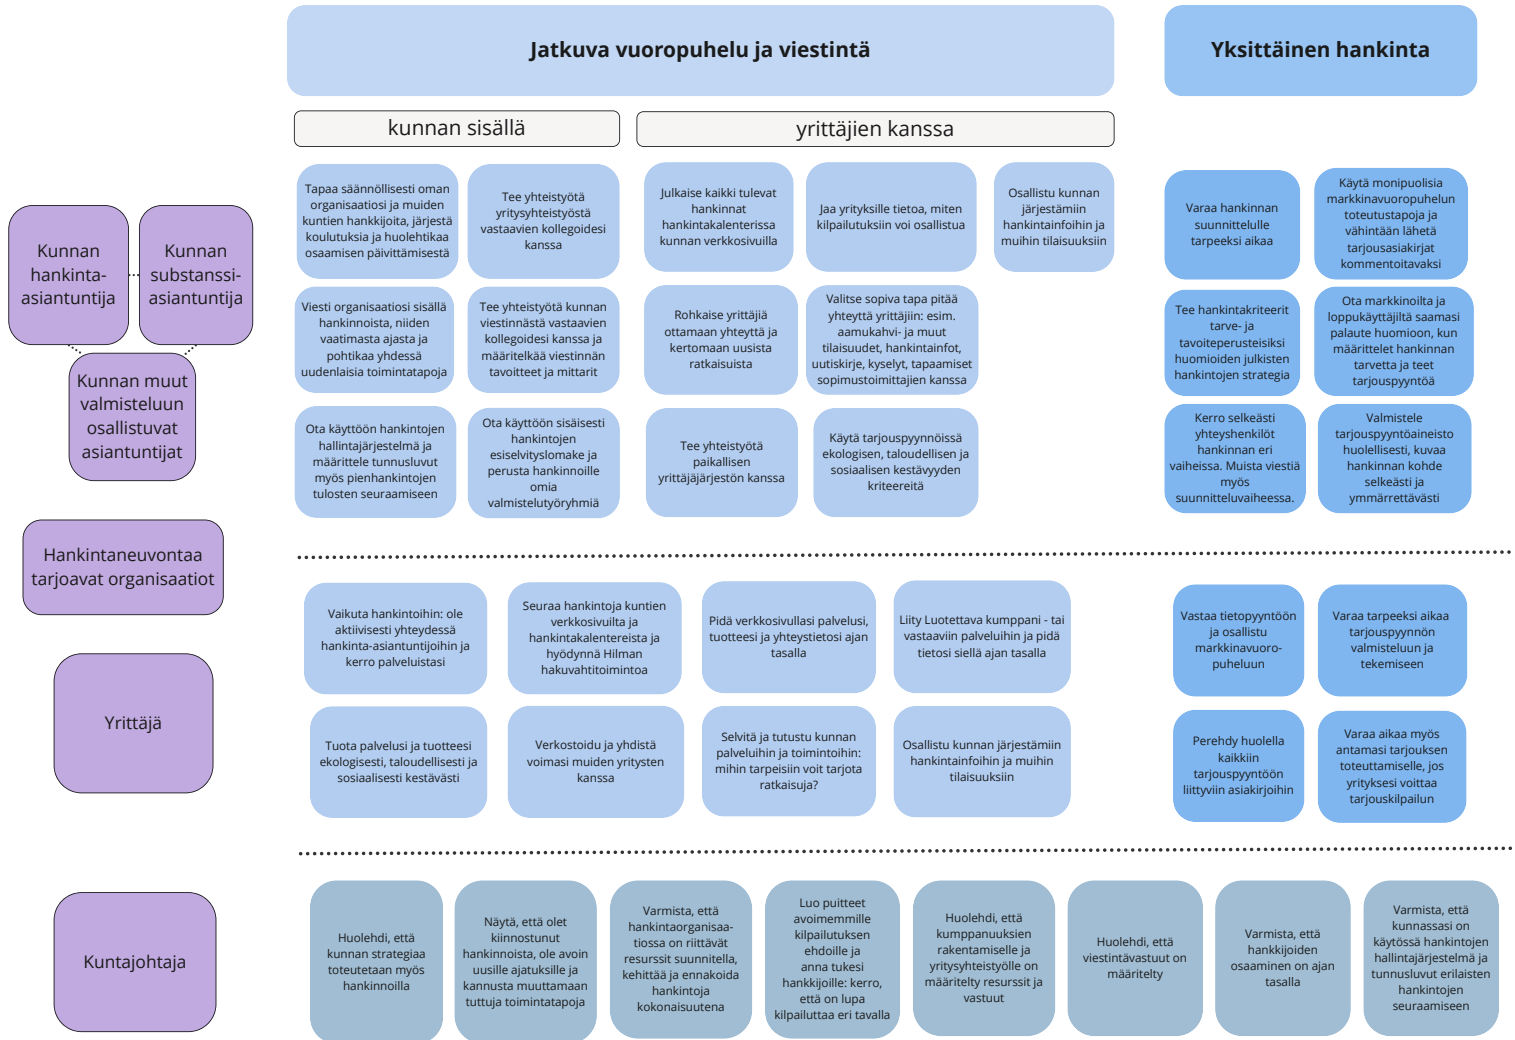 Jatkuva vuoropuhelu ja viestintä
Yksittäinen hankinta
kunnan sisällä
yrittäjien kanssa
Kunnan
hankinta-
asiantuntija
Kunnan
substanssi-
asiantuntija
Kunnan muut
valmisteluun
osallistuvat
asiantuntijat
Tapaa säännöllisesti oman
organisaatiosi ja muiden
kuntien hankkijoita, järjestä
koulutuksia ja huolehtikaa
osaamisen päivittämisestä
Tee yhteistyötä
yritysyhteistyöstä
vastaavien kollegoidesi
kanssa
Julkaise kaikki tulevat
hankinnat
hankintakalenterissa
kunnan verkkosivuilla
Jaa yrityksille tietoa, miten
kilpailutuksiin voi osallistua
Osallistu kunnan
järjestämiin
hankintainfoihin ja
muihin tilaisuuksiin
Varaa hankinnan
suunnittelulle
tarpeeksi aikaa
Käytä monipuolisia
markkinavuoropuhelun
toteutustapoja ja
vähintään lähetä
tarjousasiakirjat
kommentoitavaksi
Viesti organisaatiosi sisällä
hankinnoista, niiden
vaatimasta ajasta ja
pohtikaa yhdessä
uudenlaisia toimintatapoja
Tee yhteistyötä kunnan
viestinnästä vastaavien
kollegoidesi kanssa ja
määritelkää viestinnän
tavoitteet ja mittarit
Rohkaise yrittäjiä
ottamaan yhteyttä ja
kertomaan uusista
ratkaisuista
Valitse sopiva tapa pitää
yhteyttä yrittäjiin: esim.
aamukahvi- ja muut
tilaisuudet, hankintainfot,
uutiskirje, kyselyt, tapaamiset
sopimustoimittajien kanssa
Tee hankintakriteerit
tarve- ja
tavoiteperusteisiksi
huomioiden julkisten
hankintojen strategia
Ota markkinoilta ja
loppukäyttäjiltä saamasi
palaute huomioon, kun
määrittelet hankinnan
tarvetta ja teet
tarjouspyyntöä
Ota käyttöön hankintojen
hallintajärjestelmä ja
määrittele tunnusluvut
myös pienhankintojen
tulosten seuraamiseen
Ota käyttöön sisäisesti
hankintojen
esiselvityslomake ja
perusta hankinnoille
omia
valmistelutyöryhmiä
Tee yhteistyötä
paikallisen
yrittäjäjärjestön kanssa
Käytä tarjouspyynnöissä
ekologisen, taloudellisen ja
sosiaalisen kestävyyden
kriteereitä
Kerro selkeästi
yhteyshenkilöt
hankinnan eri
vaiheissa. Muista viestiä
myös
suunnitteluvaiheessa.
Valmistele
tarjouspyyntöaineisto
huolellisesti, kuvaa
hankinnan kohde
selkeästi ja
ymmärrettävästi
Hankintaneuvontaa
tarjoavat organisaatiot
Yrittäjä
Vaikuta hankintoihin: ole
aktiivisesti yhteydessä
hankinta-asiantuntijoihin ja
kerro palveluistasi
Seuraa hankintoja kuntien
verkkosivuilta ja
hankintakalentereista ja
hyödynnä Hilman
hakuvahtitoimintoa
Pidä verkkosivullasi palvelusi,
tuotteesi ja yhteystietosi ajan
tasalla
Liity Luotettava kumppani - tai
vastaaviin palveluihin ja pidä
tietosi siellä ajan tasalla
Vastaa tietopyyntöön
ja osallistu
markkinavuoro-
puheluun
Varaa tarpeeksi aikaa
tarjouspyynnön
valmisteluun ja
tekemiseen
Tuota palvelusi ja tuotteesi
ekologisesti, taloudellisesti ja
sosiaalisesti kestävästi
Verkostoidu ja yhdistä
voimasi muiden yritysten
kanssa
Selvitä ja tutustu kunnan
palveluihin ja toimintoihin:
mihin tarpeisiin voit tarjota
ratkaisuja?
Osallistu kunnan järjestämiin
hankintainfoihin ja muihin
tilaisuuksiin
Perehdy huolella
kaikkiin
tarjouspyyntöön
liittyviin asiakirjoihin
Varaa aikaa myös
antamasi tarjouksen
toteuttamiselle, jos
yrityksesi voittaa
tarjouskilpailun
Kuntajohtaja
Huolehdi, että
kunnan strategiaa
toteutetaan myös
hankinnoilla
Näytä, että olet
kiinnostunut
hankinnoista, ole avoin
uusille ajatuksille ja
kannusta muuttamaan
tuttuja toimintatapoja
Varmista, että
hankintaorganisaa-
tiossa on riittävät
resurssit suunnitella,
kehittää ja ennakoida
hankintoja
kokonaisuutena
Luo puitteet
avoimemmille
kilpailutuksen
ehdoille ja
anna tukesi
hankkijoille: kerro,
että on lupa
kilpailuttaa eri tavalla
Huolehdi, että
kumppanuuksien
rakentamiselle ja
yritysyhteistyölle on
määritelty resurssit ja
vastuut
Huolehdi, että
viestintävastuut on
määritelty
Varmista, että
hankkijoiden
osaaminen on ajan
tasalla
Varmista, että
kunnassasi on
käytössä hankintojen
hallintajärjestelmä ja
tunnusluvut erilaisten
hankintojen
seuraamiseen